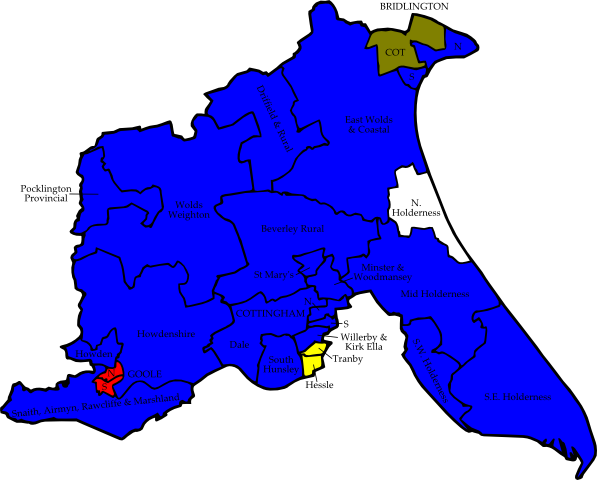 BRIDLINGTON
COT
N
S
Driffield & Rural
East Wolds
& Coastal
Pocklington
Provincial
Wolds
Weighton
N.
Holderness
Beverley Rural
St Mary's
Minster &
Woodmansey
Mid Holderness
N
COTTINGHAM
S
Howdenshire
Willerby &
Kirk Ella
Dale
Tranby
Howden
South
Hunsley
Hessle
GOOLE
N
S
S.W. Holderness
S.E. Holderness
Snaith, Airmyn, Rawcliffe & Marshland